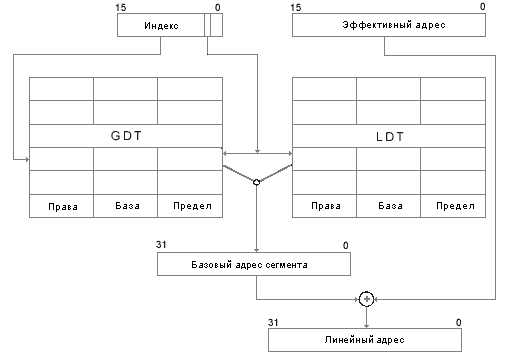 15 0 15 0
Индекс Эффективный адрес
GDT LDT
Права База Предел Права База Предел
31 0
Базовый адрес сегмента
+
31 0
Линейный адрес